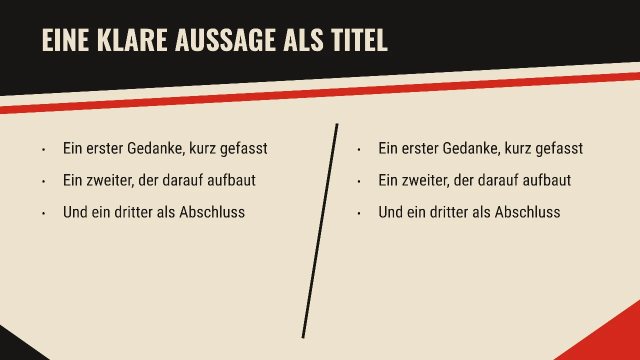 EINE KLARE AUSSAGE ALS TITEL
· Ein erster Gedanke, kurz gefasst
· Ein zweiter, der darauf aufbaut
· Und ein dritter als Abschluss
· Ein erster Gedanke, kurz gefasst
· Ein zweiter, der darauf aufbaut
· Und ein dritter als Abschluss